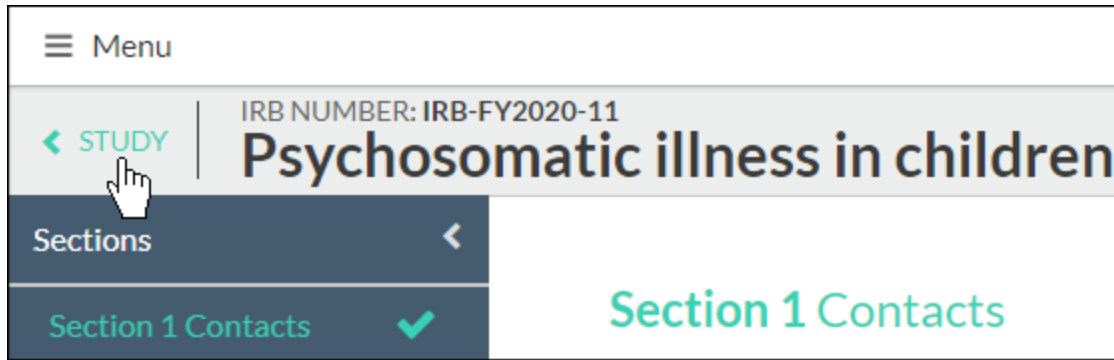 Menu
IRB NUMBER: IRB-FY2020-11
STUDY
Psychosomatic illness in children
Sections
Section 1 Contacts
Section 1 Contacts